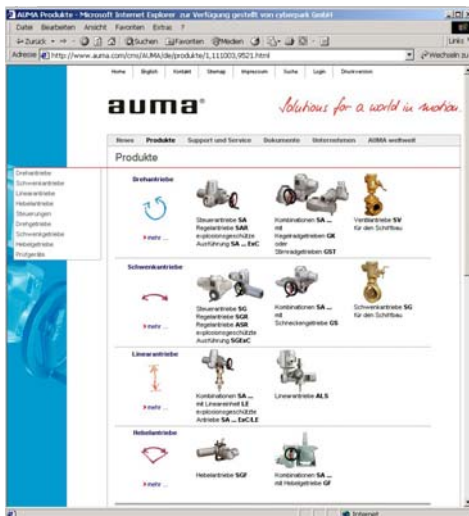 AUMA Produkte - Microsoft Internet Explorer zur Verfügung gestellt von cyberpark GmbH
Datei Bearbeiten Ansicht Favoriten Extras ?
Zurück Suchen Favoriten Medien
Adresse http://www.auma.com/cms/AUMA/de/produkte/1,111003,9521.html Wechseln zu
Links
Home English Kontakt Sitemap Impressum Suche Login Druckversion
auma®
Solutions for a world in motion.
News Produkte Support und Service Dokumente Unternehmen AUMA weltweit
Produkte
Drehantriebe
Schwenkantriebe
Linearantriebe
Hebelantriebe
Steuerungen
Drehgetriebe
Schwenkgetriebe
Hebelgetriebe
Prüfgeräte
Drehantriebe
mehr ...
Steuerantriebe SA
Regelantriebe SAR
explosionsgeschützte
Ausführung SA ... ExC
Kombinationen SA ...
mit
Kegelradgetrieben GK
oder
Stirnradgetrieben GST
Ventilantriebe SV
für den Schiffbau
Schwenkantriebe
mehr ...
Steuerantriebe SG
Regelantriebe SGR
Regelantriebe ASR
explosionsgeschützte
Ausführung SGExC
Kombinationen SA ...
mit
Schneckengetriebe GS
Schwenkantriebe SG
für den Schiffbau
Linearantriebe
mehr ...
Kombinationen SA ...
mit Lineareinheit LE
explosionsgeschützte
Antriebe SA ... ExC/LE
Linearantriebe ALS
Hebelantriebe
mehr ...
Hebelantriebe SGF
Kombinationen SA ...
mit Hebelgetriebe GF
Internet